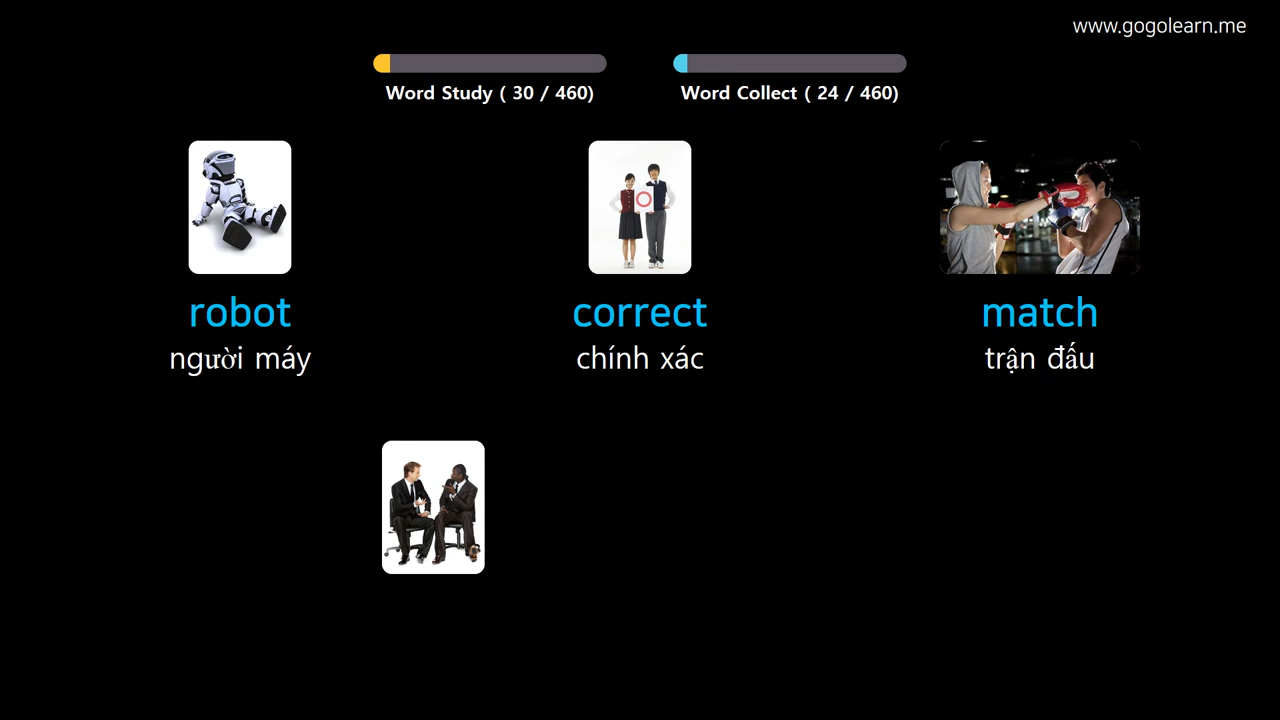 www.gogolearn.me
Word Study ( 30 / 460)
Word Collect ( 24 / 460)
robot
correct
match
người máy
chính xác
trận đấu